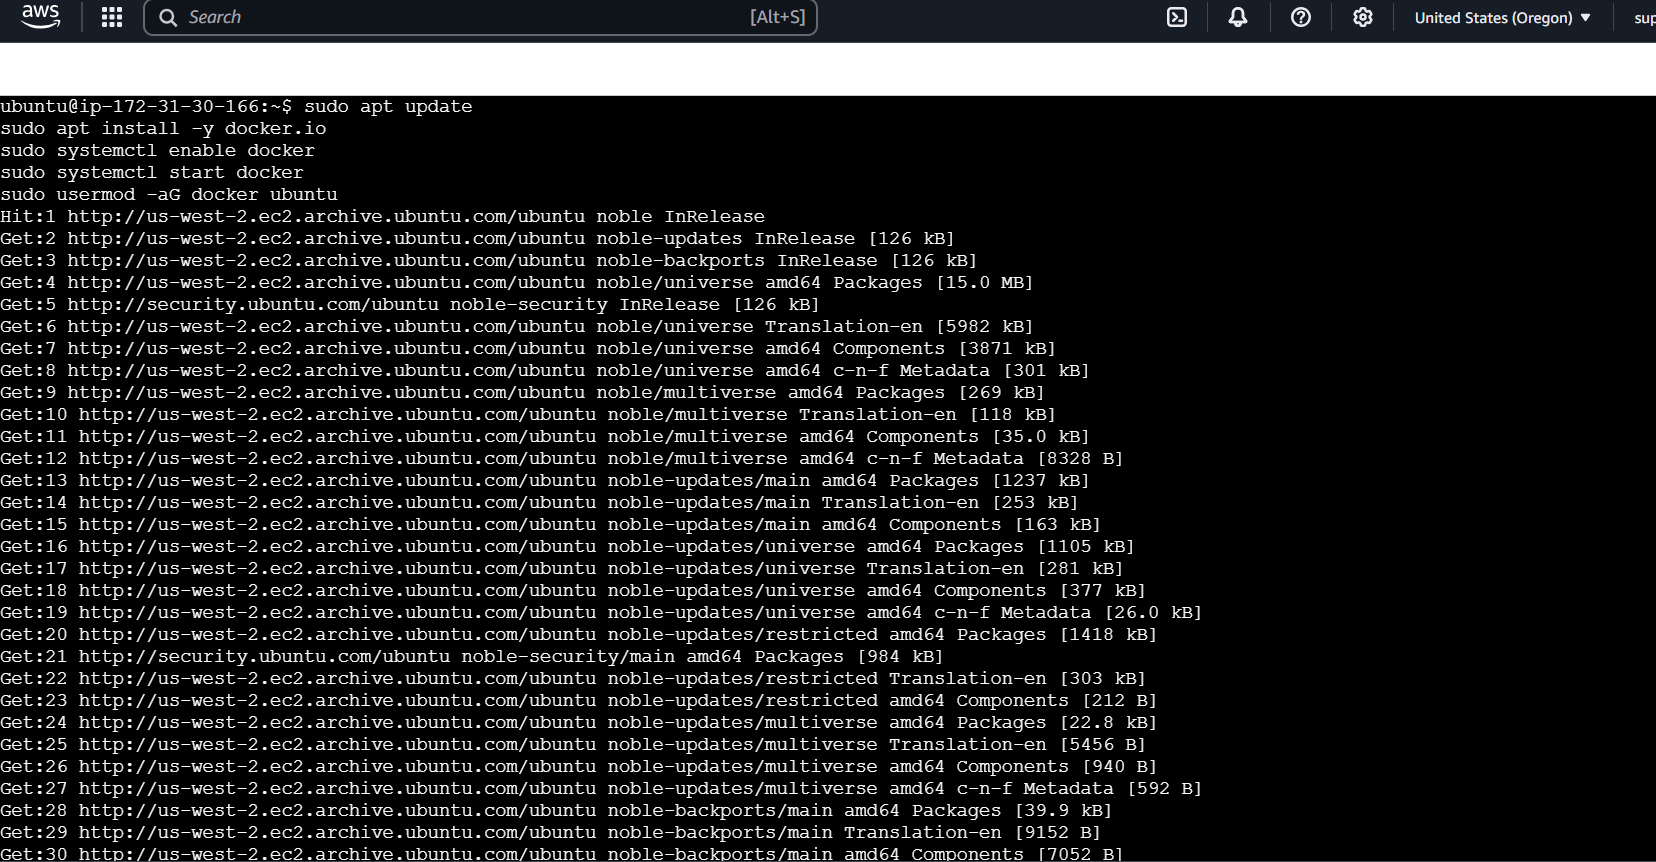 aws
Search [Alt+S]
United States (Oregon)
ubuntu@ip-172-31-30-166:~$ sudo apt update
sudo apt install -y docker.io
sudo systemctl enable docker
sudo systemctl start docker
sudo usermod -aG docker ubuntu
Hit:1 http://us-west-2.ec2.archive.ubuntu.com/ubuntu noble InRelease
Get:2 http://us-west-2.ec2.archive.ubuntu.com/ubuntu noble-updates InRelease [126 kB]
Get:3 http://us-west-2.ec2.archive.ubuntu.com/ubuntu noble-backports InRelease [126 kB]
Get:4 http://us-west-2.ec2.archive.ubuntu.com/ubuntu noble/universe amd64 Packages [15.0 MB]
Get:5 http://security.ubuntu.com/ubuntu noble-security InRelease [126 kB]
Get:6 http://us-west-2.ec2.archive.ubuntu.com/ubuntu noble/universe Translation-en [5982 kB]
Get:7 http://us-west-2.ec2.archive.ubuntu.com/ubuntu noble/universe amd64 Components [3871 kB]
Get:8 http://us-west-2.ec2.archive.ubuntu.com/ubuntu noble/universe amd64 c-n-f Metadata [301 kB]
Get:9 http://us-west-2.ec2.archive.ubuntu.com/ubuntu noble/multiverse amd64 Packages [269 kB]
Get:10 http://us-west-2.ec2.archive.ubuntu.com/ubuntu noble/multiverse Translation-en [118 kB]
Get:11 http://us-west-2.ec2.archive.ubuntu.com/ubuntu noble/multiverse amd64 Components [35.0 kB]
Get:12 http://us-west-2.ec2.archive.ubuntu.com/ubuntu noble/multiverse amd64 c-n-f Metadata [8328 B]
Get:13 http://us-west-2.ec2.archive.ubuntu.com/ubuntu noble-updates/main amd64 Packages [1237 kB]
Get:14 http://us-west-2.ec2.archive.ubuntu.com/ubuntu noble-updates/main Translation-en [253 kB]
Get:15 http://us-west-2.ec2.archive.ubuntu.com/ubuntu noble-updates/main amd64 Components [163 kB]
Get:16 http://us-west-2.ec2.archive.ubuntu.com/ubuntu noble-updates/universe amd64 Packages [1105 kB]
Get:17 http://us-west-2.ec2.archive.ubuntu.com/ubuntu noble-updates/universe Translation-en [281 kB]
Get:18 http://us-west-2.ec2.archive.ubuntu.com/ubuntu noble-updates/universe amd64 Components [377 kB]
Get:19 http://us-west-2.ec2.archive.ubuntu.com/ubuntu noble-updates/universe amd64 c-n-f Metadata [26.0 kB]
Get:20 http://us-west-2.ec2.archive.ubuntu.com/ubuntu noble-updates/restricted amd64 Packages [1418 kB]
Get:21 http://security.ubuntu.com/ubuntu noble-security/main amd64 Packages [984 kB]
Get:22 http://us-west-2.ec2.archive.ubuntu.com/ubuntu noble-updates/restricted Translation-en [303 kB]
Get:23 http://us-west-2.ec2.archive.ubuntu.com/ubuntu noble-updates/restricted amd64 Components [212 B]
Get:24 http://us-west-2.ec2.archive.ubuntu.com/ubuntu noble-updates/multiverse amd64 Packages [22.8 kB]
Get:25 http://us-west-2.ec2.archive.ubuntu.com/ubuntu noble-updates/multiverse Translation-en [5456 B]
Get:26 http://us-west-2.ec2.archive.ubuntu.com/ubuntu noble-updates/multiverse amd64 Components [940 B]
Get:27 http://us-west-2.ec2.archive.ubuntu.com/ubuntu noble-updates/multiverse amd64 c-n-f Metadata [592 B]
Get:28 http://us-west-2.ec2.archive.ubuntu.com/ubuntu noble-backports/main amd64 Packages [39.9 kB]
Get:29 http://us-west-2.ec2.archive.ubuntu.com/ubuntu noble-backports/main Translation-en [9152 B]
Get:30 http://us-west-2.ec2.archive.ubuntu.com/ubuntu noble-backports/main amd64 Components [7052 B]